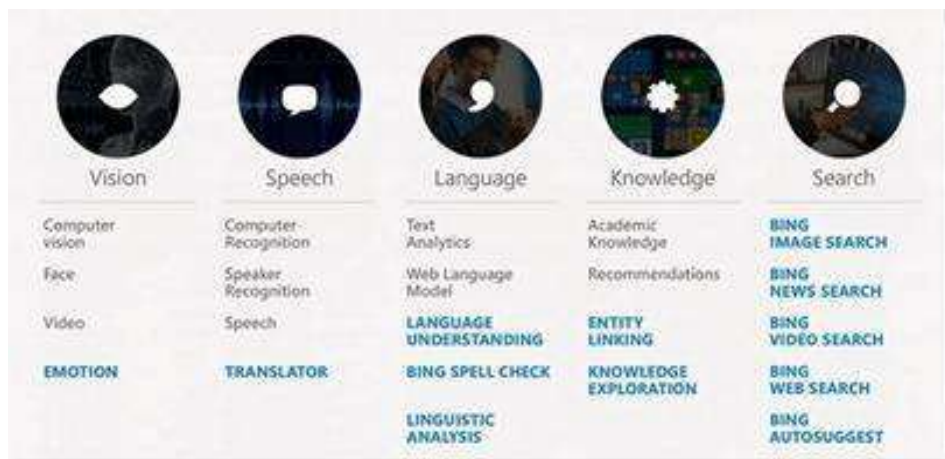 Vision
Computer
vision
Face
Video
EMOTION
Speech
Computer
Recognition
Speaker
Recognition
Speech
TRANSLATOR
Language
Text
Analytics
Web Language
Model
LANGUAGE
UNDERSTANDING
BING SPELL CHECK
LINGUISTIC
ANALYSIS
Knowledge
Academic
Knowledge
Recommendations
ENTITY
LINKING
KNOWLEDGE
EXPLORATION
Search
BING
IMAGE SEARCH
BING
NEWS SEARCH
BING
VIDEO SEARCH
BING
WEB SEARCH
BING
AUTOSUGGEST